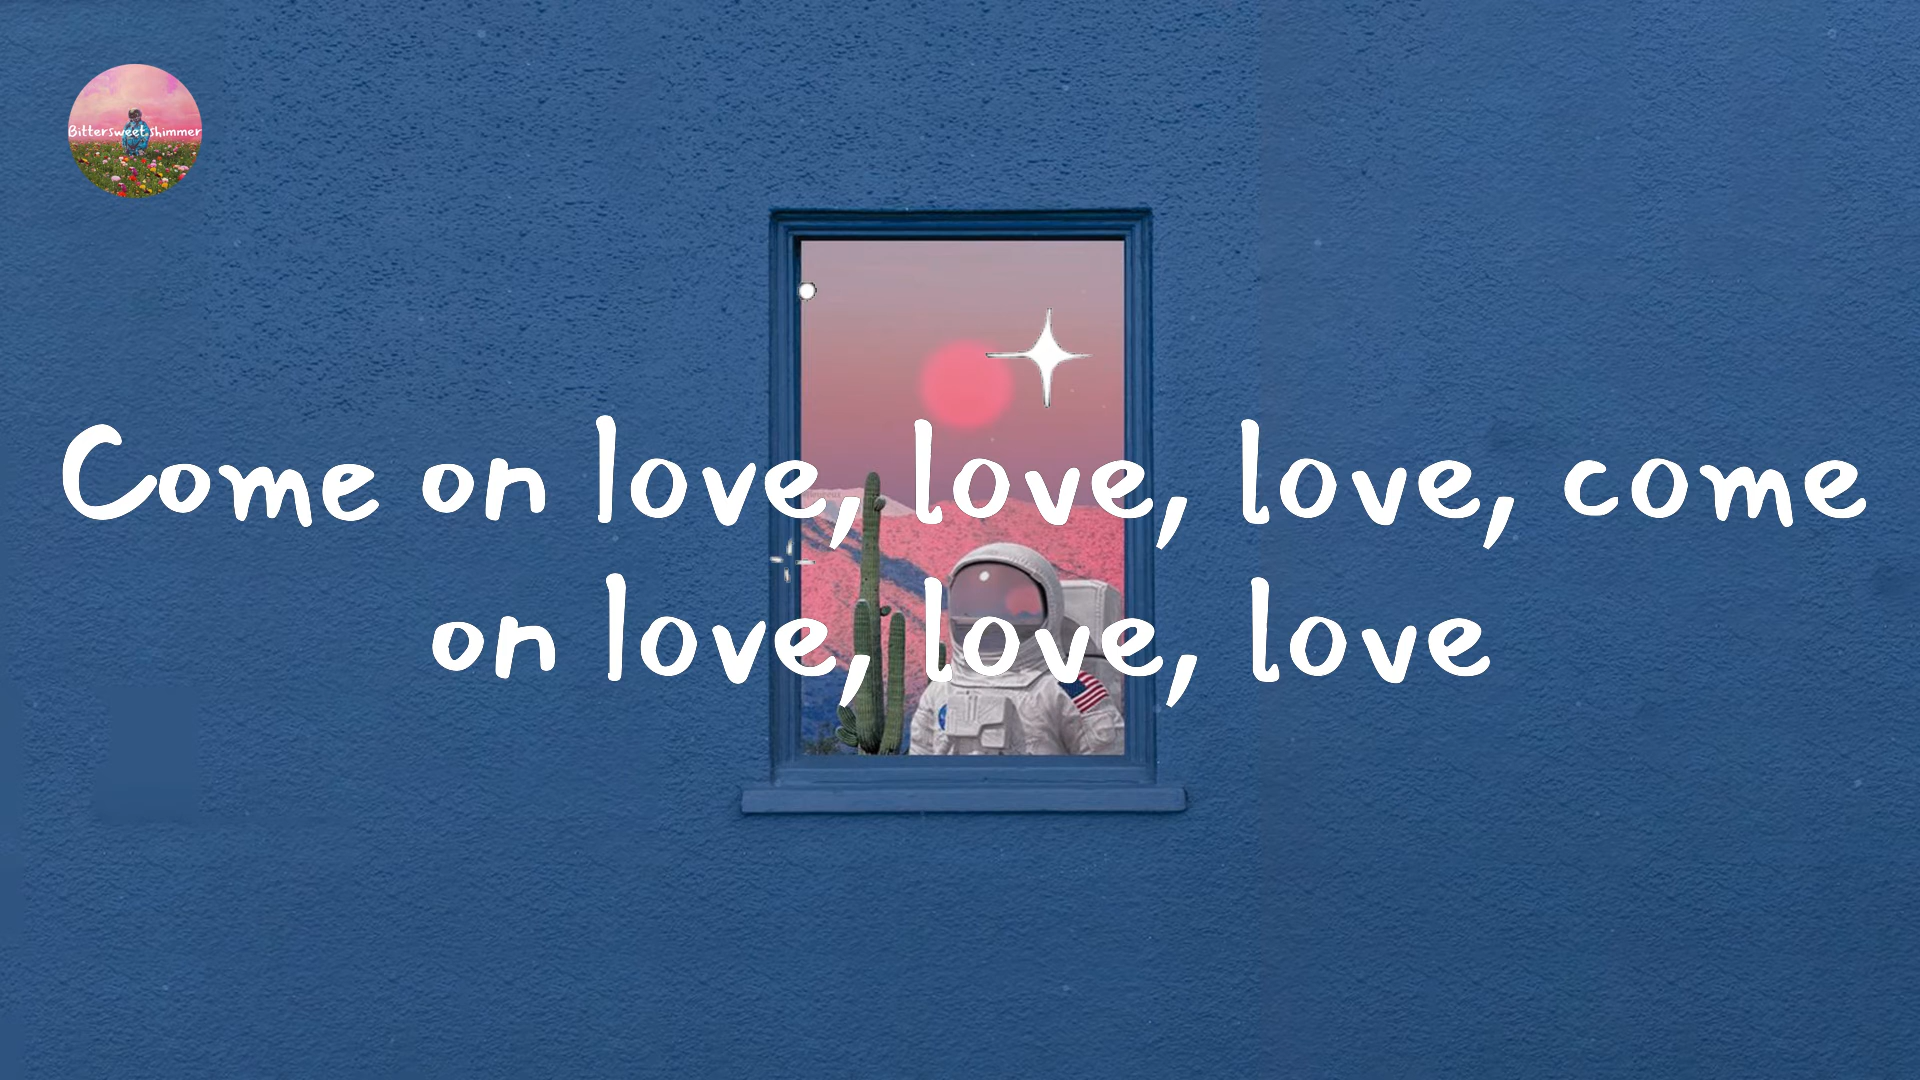 Bittersweet shimmer
Come on love, love, love, come
on love, love, love